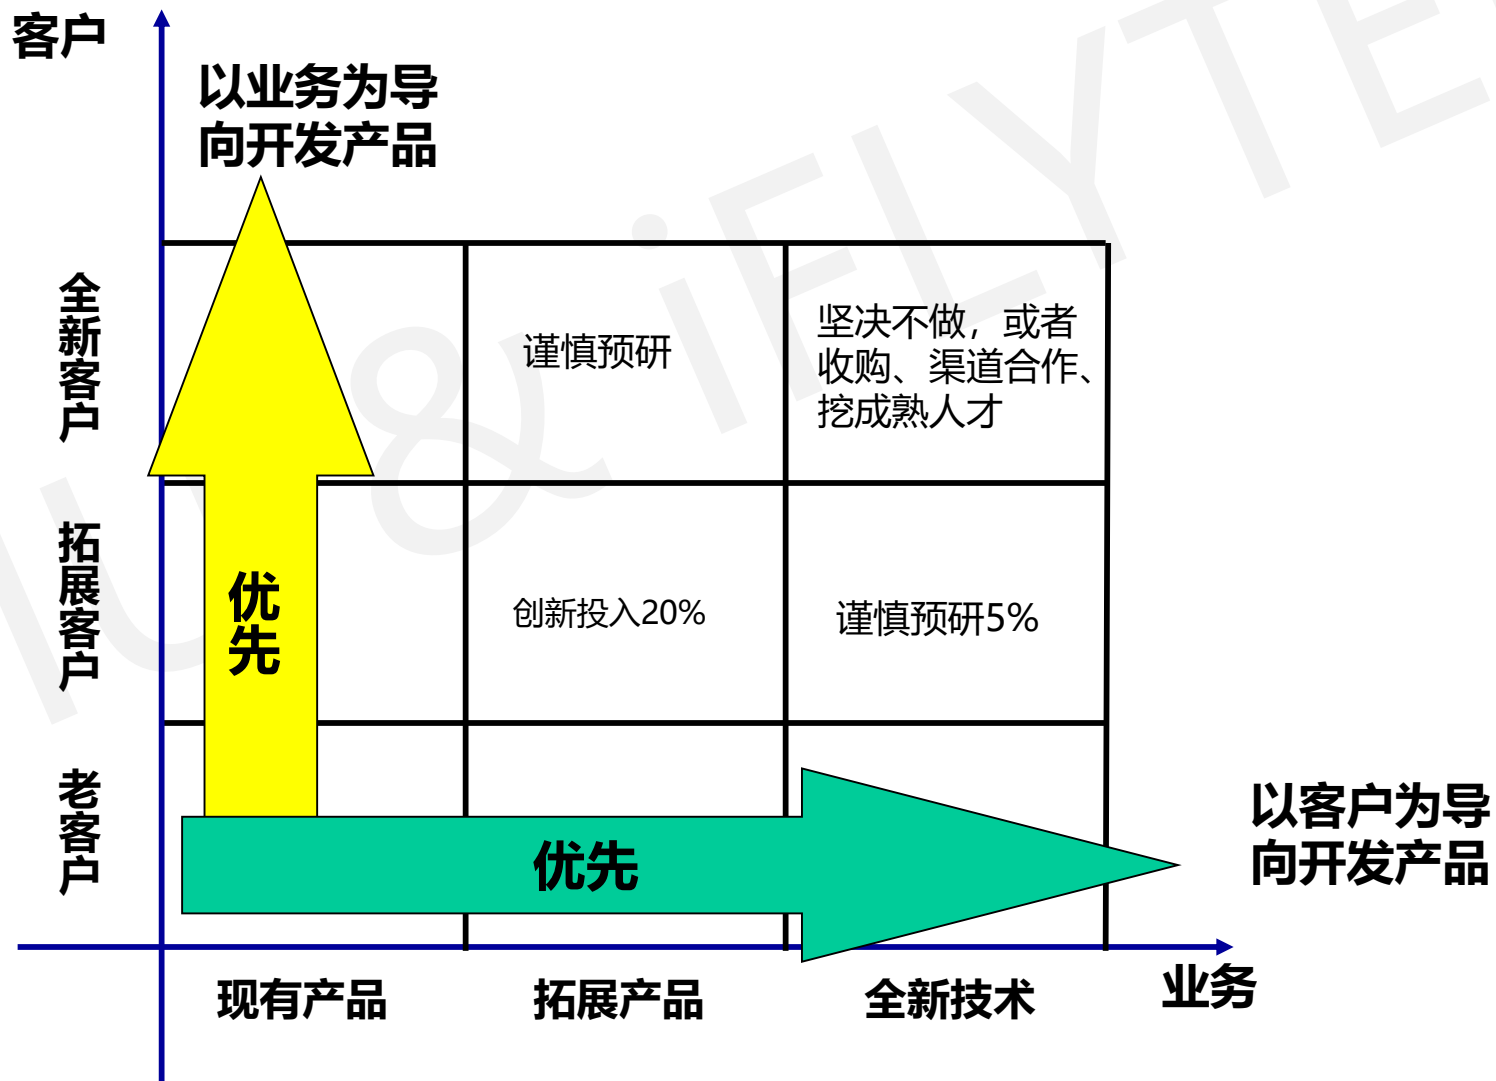 客户
以业务为导
向开发产品
全新客户
谨慎预研
坚决不做，或者
收购、渠道合作、
挖成熟人才
拓展客户
优先
创新投入20%
谨慎预研5%
老客户
优先
以客户为导
向开发产品
现有产品
拓展产品
全新技术
业务
IU & iFLYTE